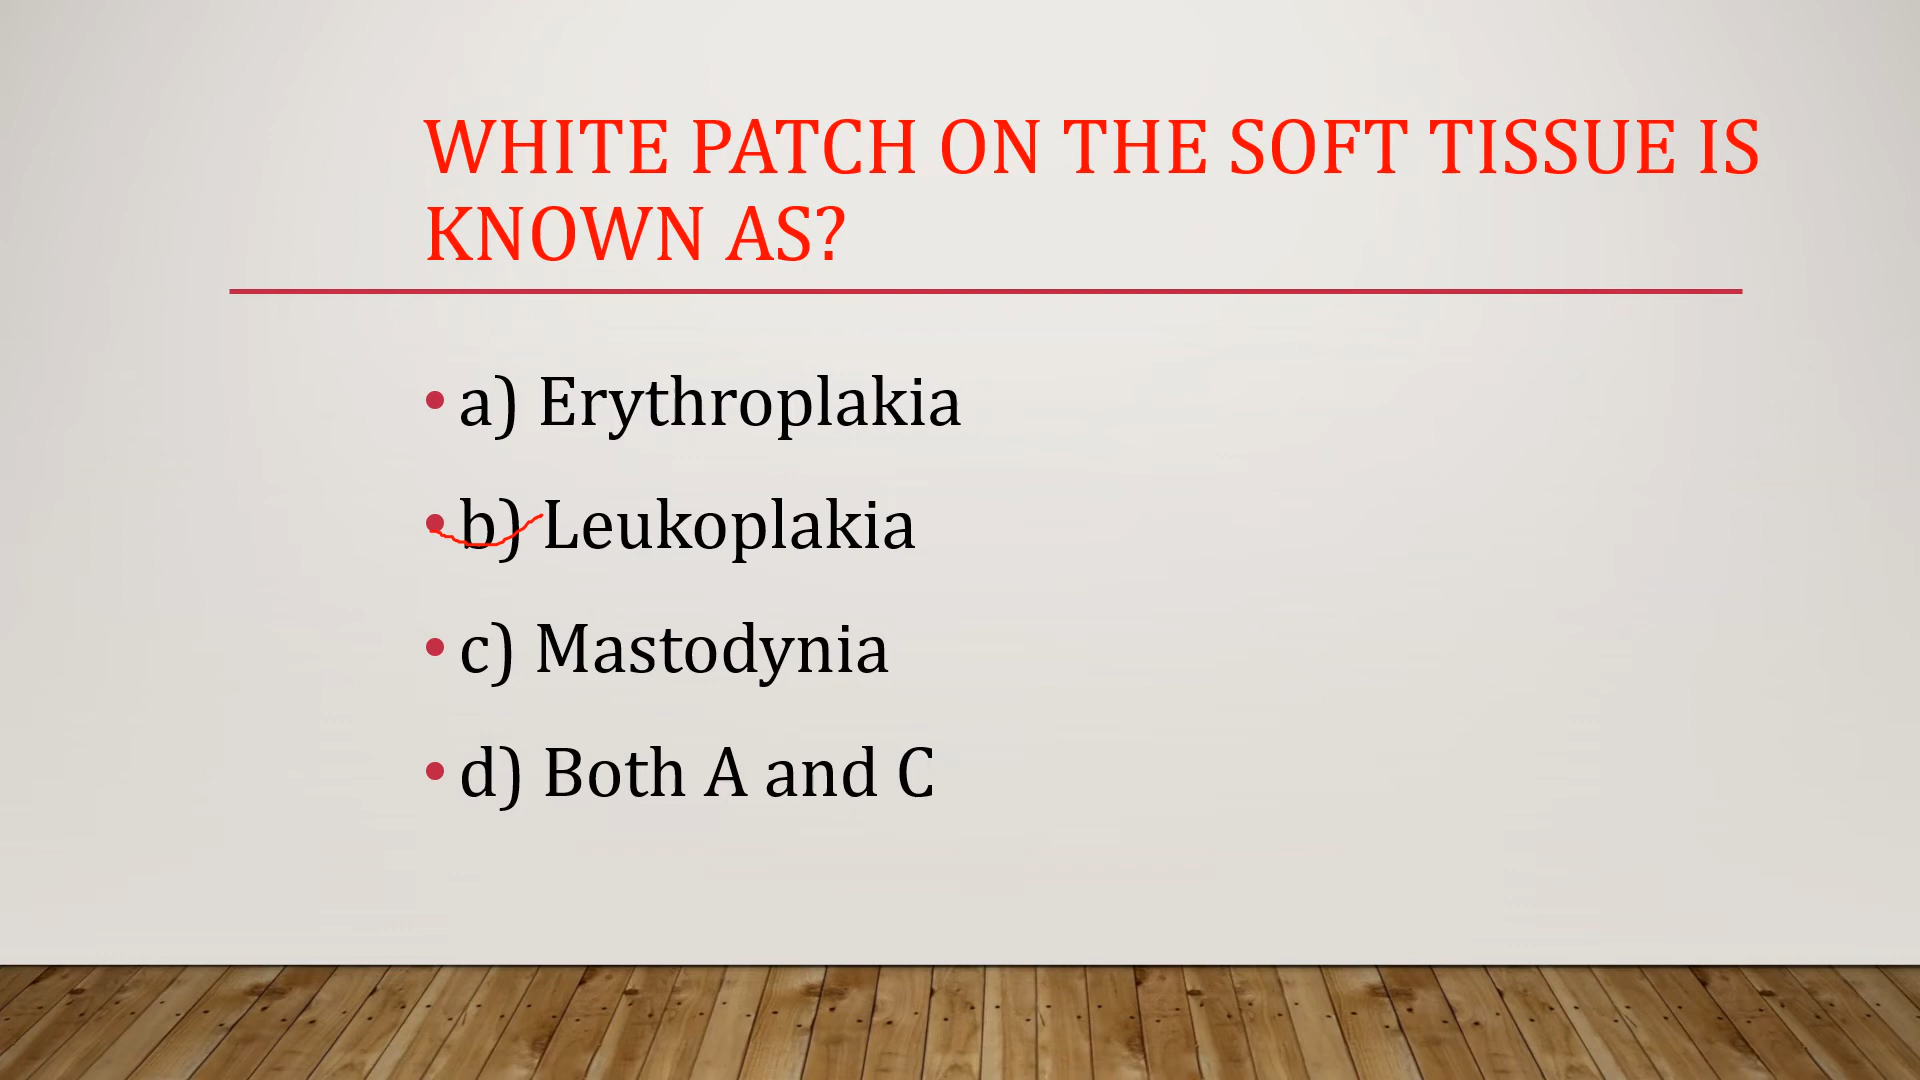 WHITE PATCH ON THE SOFT TISSUE IS
KNOWN AS?
• a) Erythroplakia
• b) Leukoplakia
• c) Mastodynia
• d) Both A and C